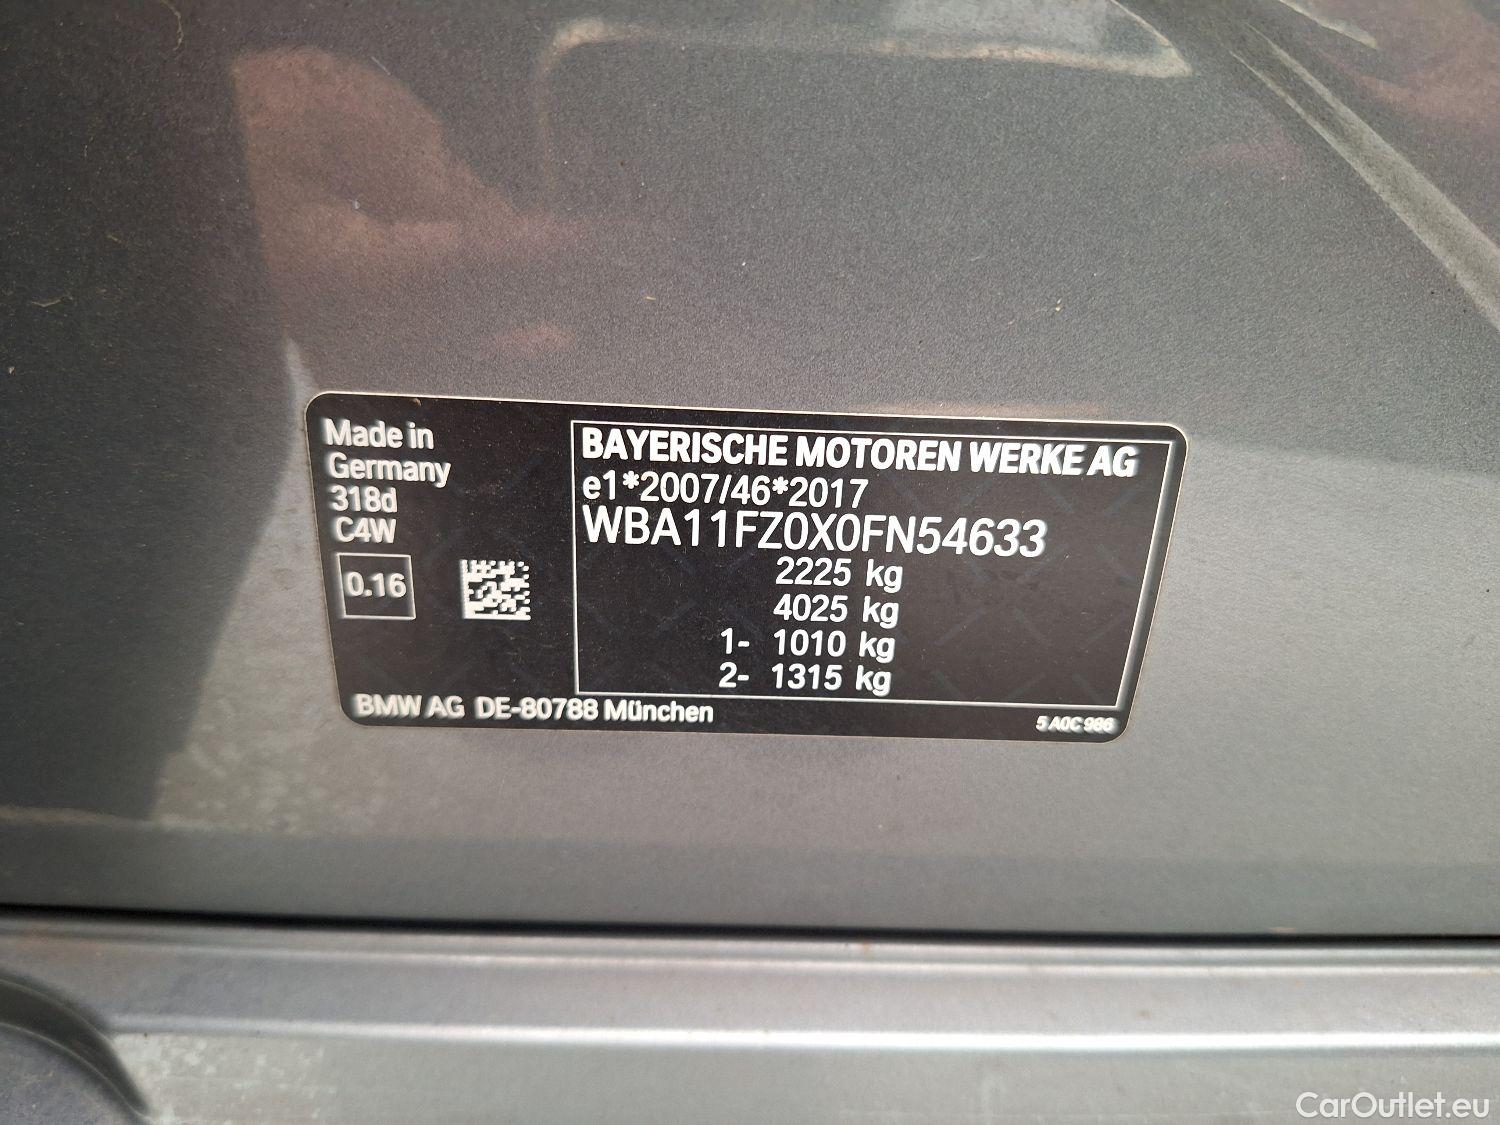 Made in
Germany
318d
C4W
0.16
BAYERISCHE MOTOREN WERKE AG
e1*2007/46*2017
WBA11FZ0X0FN54633
2225 kg
4025 kg
1- 1010 kg
2- 1315 kg
BMW AG DE-80788 München
5 A0C 986
CarOutlet.eu